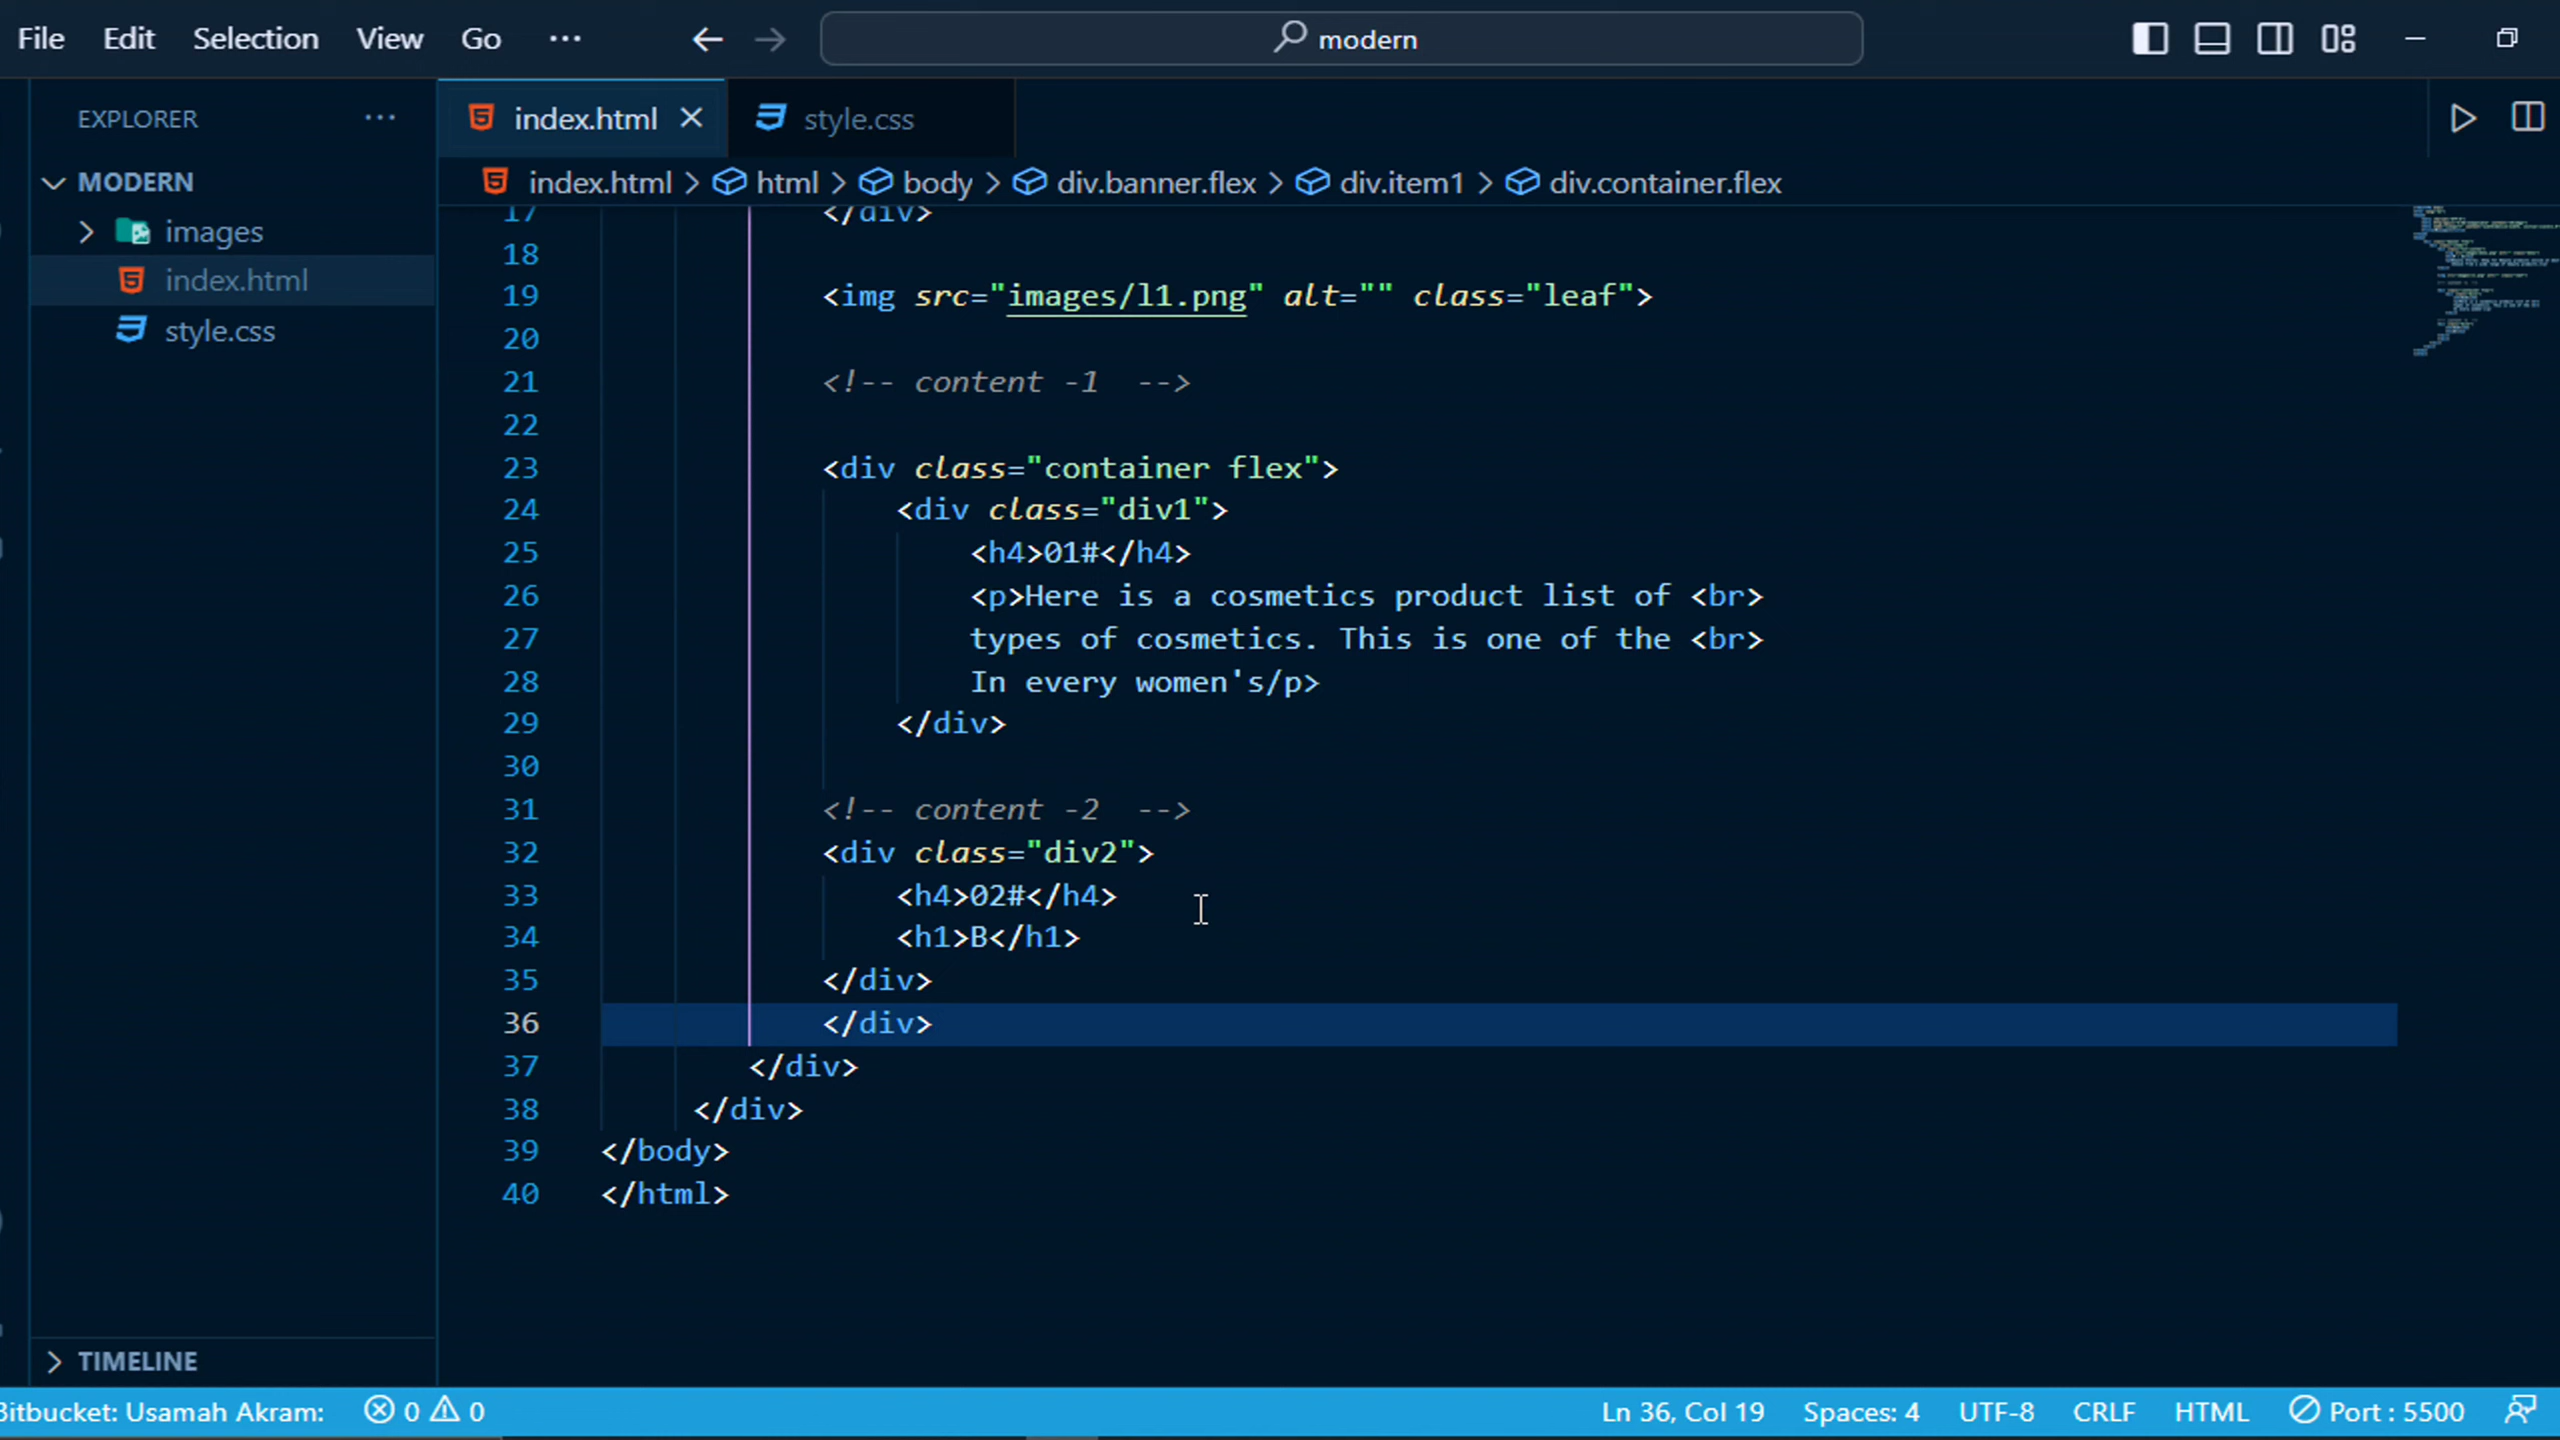 File Edit Selection View Go ··· modern
EXPLORER ···
MODERN
images
index.html
style.css
TIMELINE
index.html style.css
index.html > html > body > div.banner.flex > div.item1 > div.container.flex
17 </div>
18
19 <img src="images/l1.png" alt="" class="leaf">
20
21 <!-- content -1  -->
22
23 <div class="container flex">
24 <div class="div1">
25 <h4>01#</h4>
26 <p>Here is a cosmetics product list of <br>
27 types of cosmetics. This is one of the <br>
28 In every women's/p>
29 </div>
30
31 <!-- content -2  -->
32 <div class="div2">
33 <h4>02#</h4>
34 <h1>B</h1>
35 </div>
36 </div>
37 </div>
38 </div>
39 </body>
40 </html>
Bitbucket: Usamah Akram: 0 0 Ln 36, Col 19 Spaces: 4 UTF-8 CRLF HTML Port : 5500